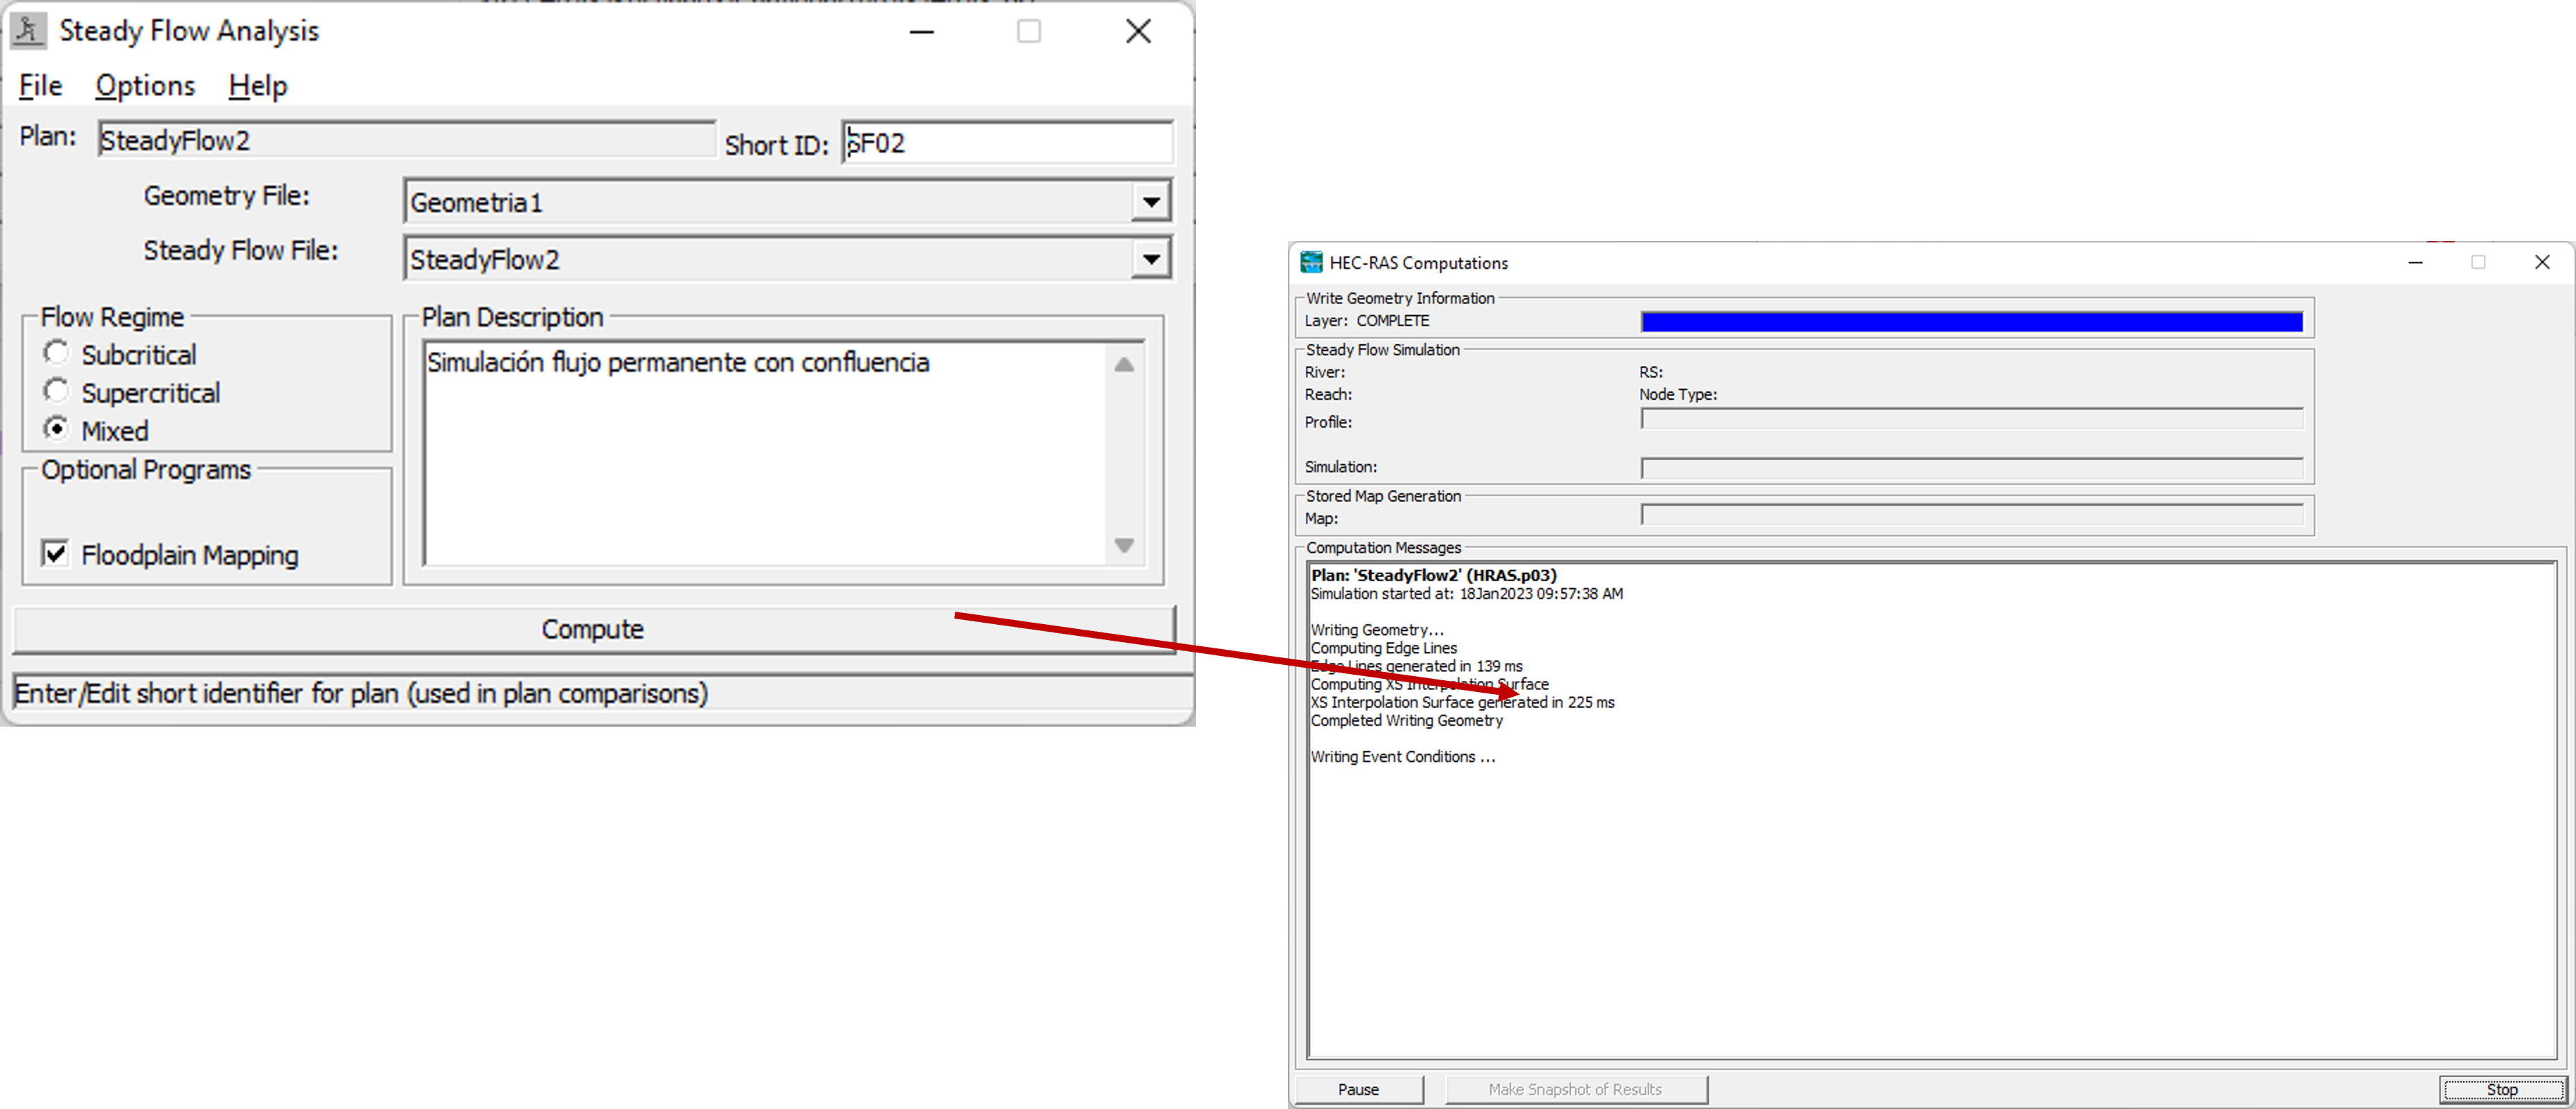 Steady Flow Analysis
File Options Help
Plan: SteadyFlow2 Short ID: SF02
Geometry File: Geometria1
Steady Flow File: SteadyFlow2
Flow Regime
Subcritical
Supercritical
Mixed
Optional Programs
Floodplain Mapping
Plan Description
Simulación flujo permanente con confluencia
Compute
Enter/Edit short identifier for plan (used in plan comparisons)
HEC-RAS Computations
Write Geometry Information
Layer: COMPLETE
Steady Flow Simulation
River: RS:
Reach: Node Type:
Profile:
Simulation:
Stored Map Generation
Map:
Computation Messages
Plan: 'SteadyFlow2' (HRAS.p03)
Simulation started at: 18Jan2023 09:57:38 AM
Writing Geometry...
Computing Edge Lines
Edge Lines generated in 139 ms
Computing XS Interpolation Surface
XS Interpolation Surface generated in 225 ms
Completed Writing Geometry
Writing Event Conditions ...
Pause Make Snapshot of Results Stop